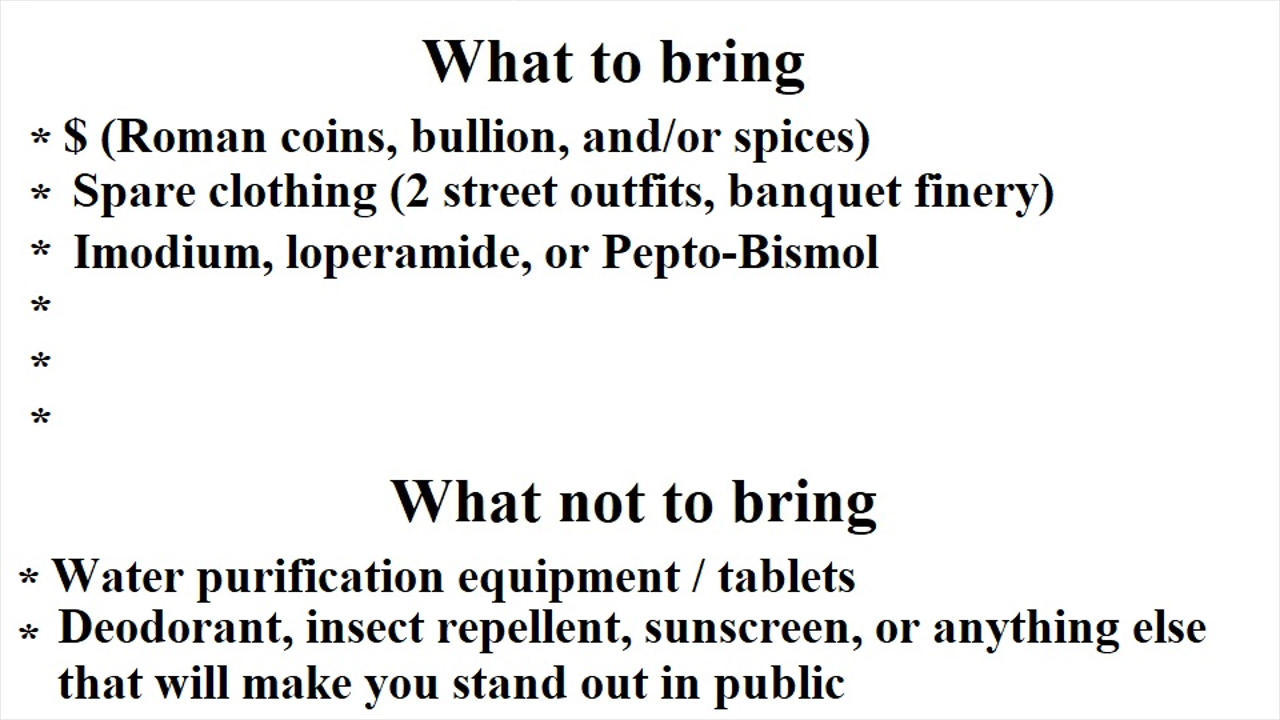 What to bring
* $ (Roman coins, bullion, and/or spices)
* Spare clothing (2 street outfits, banquet finery)
* Imodium, loperamide, or Pepto-Bismol
*
*
*
What not to bring
* Water purification equipment / tablets
* Deodorant, insect repellent, sunscreen, or anything else
that will make you stand out in public